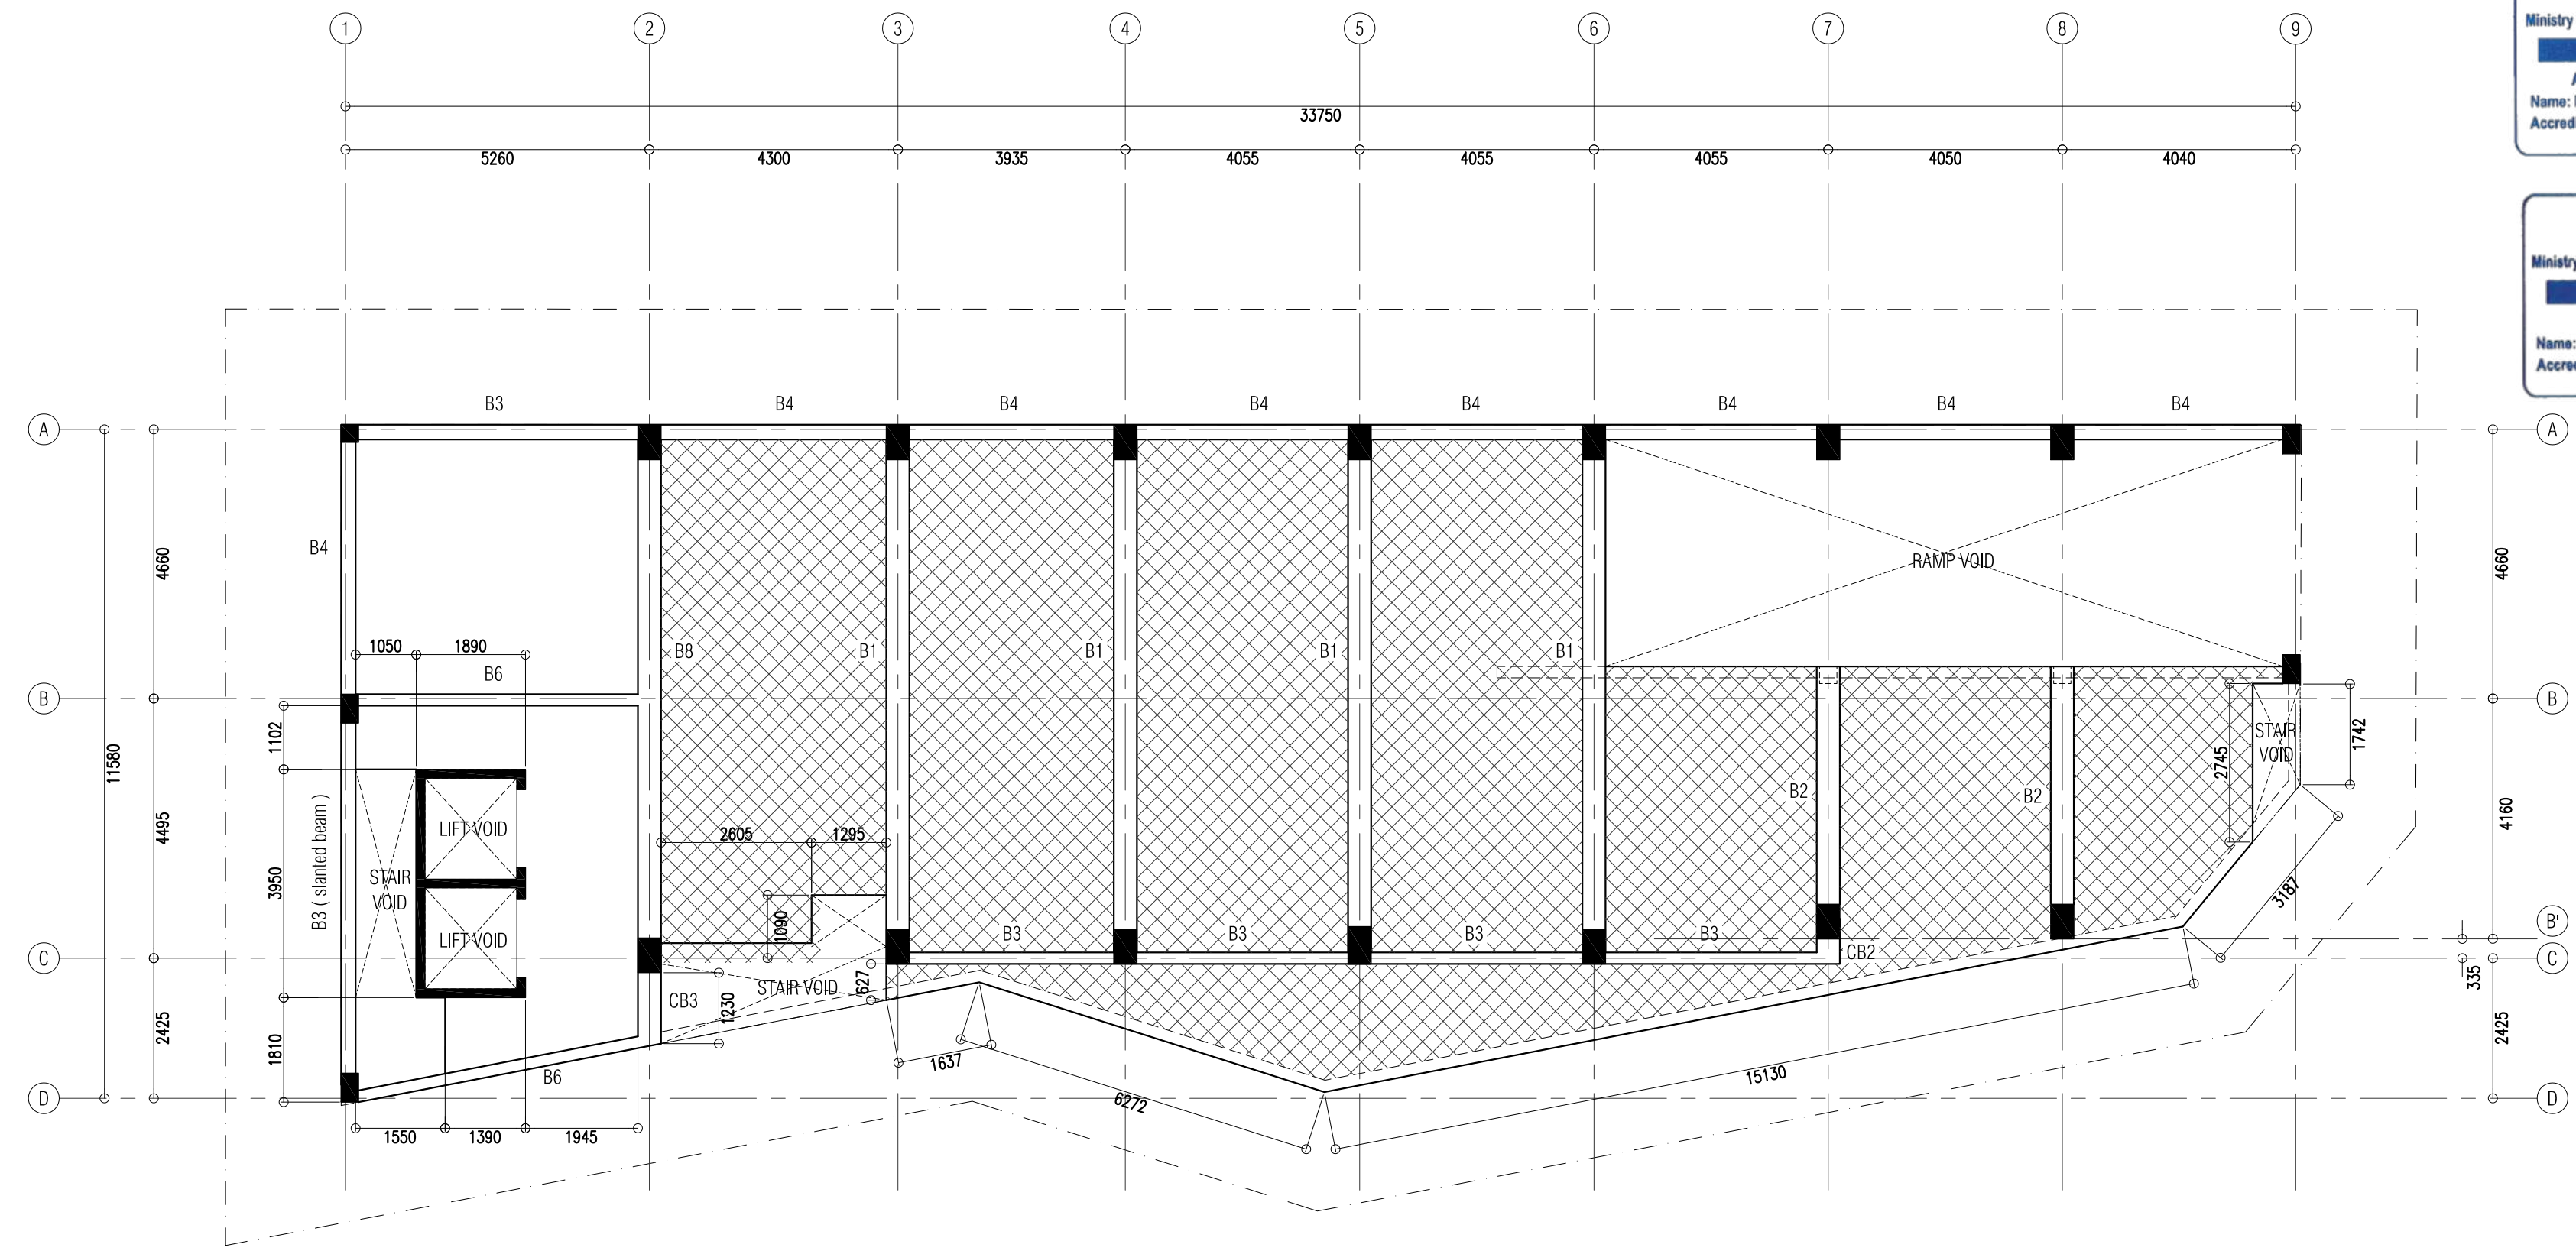 1 2 3 4 5 6 7 8 9
Ministry
Name:
Accred
33750
5260 4300 3935 4055 4055 4055 4050 4040
Ministry
Name:
Accre
B3 B4 B4 B4 B4 B4 B4 B4
A A
B4
4660 4660
RAMP VOID
1050 1890
B6
B8 B1 B1 B1 B1
B B
1102
11580
STAIR
VOID
1742
2745
B2 B2
4160
4495
B3 ( slanted beam )
LIFT VOID
2605 1295
STAIR
VOID
3950
3187
1090
LIFT VOID
B3 B3 B3 B3
B'
CB2
C C
335
627
STAIR VOID
CB3
1230
2425 2425
1810
1637
15130
B6
6272
D D
1550 1390 1945